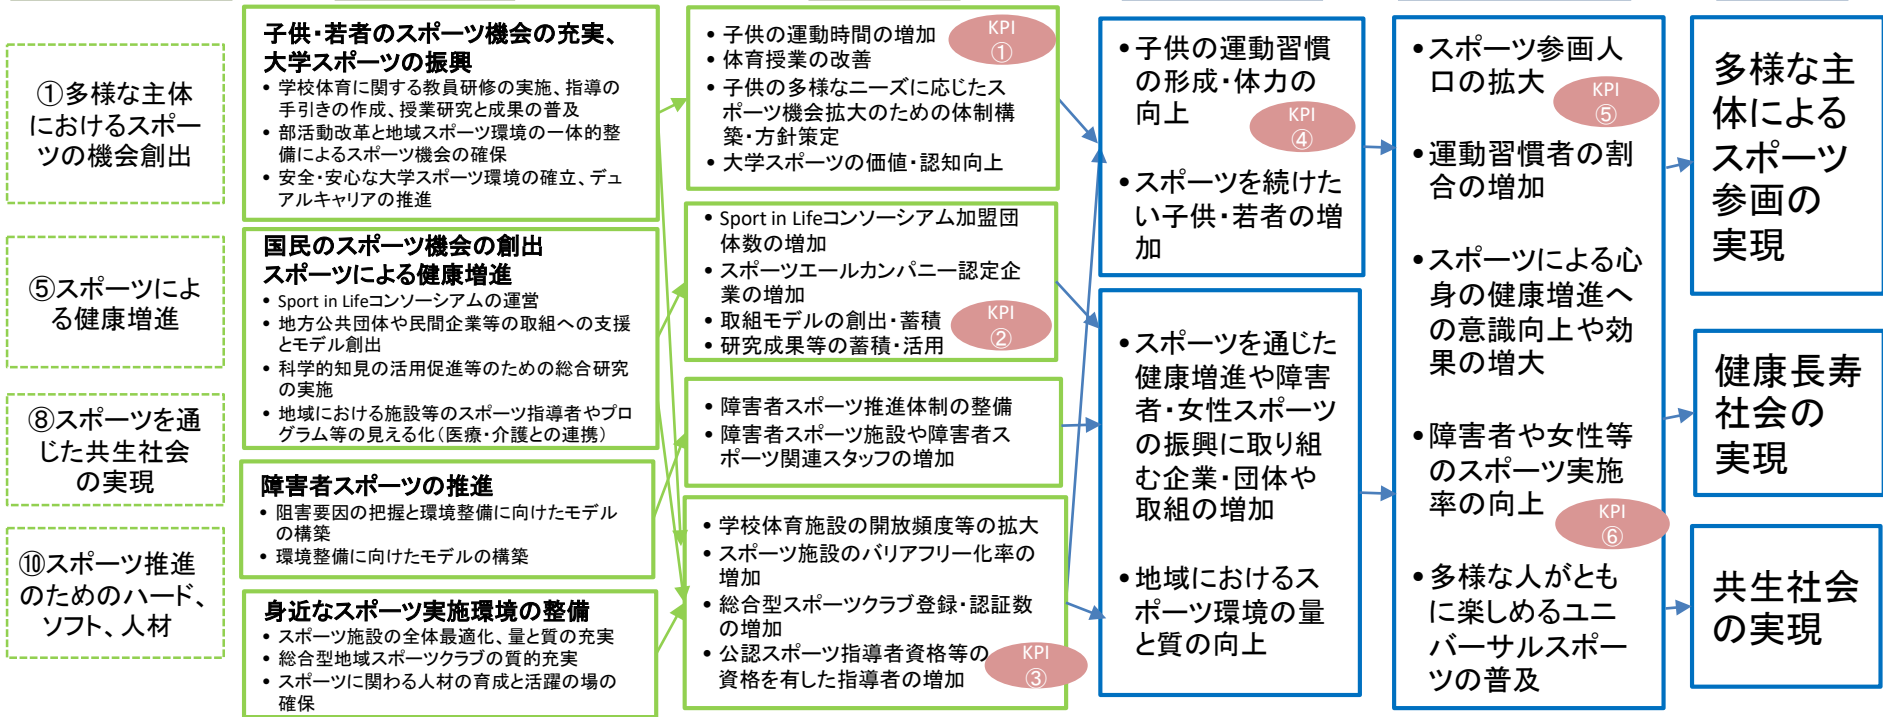 ①多様な主体
におけるスポー
ツの機会創出
⑤スポーツによ
る健康増進
⑧スポーツを通
じた共生社会
の実現
⑩スポーツ推進
のためのハード、
ソフト、人材
子供・若者のスポーツ機会の充実、
大学スポーツの振興
• 学校体育に関する教員研修の実施、指導の
手引きの作成、授業研究と成果の普及
• 部活動改革と地域スポーツ環境の一体的整
備によるスポーツ機会の確保
• 安全・安心な大学スポーツ環境の確立、デュ
アルキャリアの推進
国民のスポーツ機会の創出
スポーツによる健康増進
• Sport in Lifeコンソーシアムの運営
• 地方公共団体や民間企業等の取組への支援
とモデル創出
• 科学的知見の活用促進等のための総合研究
の実施
• 地域における施設等のスポーツ指導者やプロ
グラム等の見える化（医療・介護との連携）
障害者スポーツの推進
• 阻害要因の把握と環境整備に向けたモデル
の構築
• 環境整備に向けたモデルの構築
身近なスポーツ実施環境の整備
• スポーツ施設の全体最適化、量と質の充実
• 総合型地域スポーツクラブの質的充実
• スポーツに関わる人材の育成と活躍の場の
確保
• 子供の運動時間の増加
• 体育授業の改善
• 子供の多様なニーズに応じたス
ポーツ機会拡大のための体制構
築・方針策定
• 大学スポーツの価値・認知向上
KPI
①
• Sport in Lifeコンソーシアム加盟団
体数の増加
• スポーツエールカンパニー認定企
業の増加
• 取組モデルの創出・蓄積
• 研究成果等の蓄積・活用
KPI
②
• 障害者スポーツ推進体制の整備
• 障害者スポーツ施設や障害者ス
ポーツ関連スタッフの増加
• 学校体育施設の開放頻度等の拡大
• スポーツ施設のバリアフリー化率の
増加
• 総合型スポーツクラブ登録・認証数
の増加
• 公認スポーツ指導者資格等の
資格を有した指導者の増加
KPI
③
•子供の運動習慣
の形成・体力の
向上
KPI
④
•スポーツを続けた
い子供・若者の増
加
•スポーツを通じた
健康増進や障害
者・女性スポーツ
の振興に取り組
む企業・団体や
取組の増加
•地域におけるス
ポーツ環境の量
と質の向上
•スポーツ参画人
口の拡大
KPI
⑤
•運動習慣者の割
合の増加
•スポーツによる心
身の健康増進へ
の意識向上や効
果の増大
•障害者や女性等
のスポーツ実施
率の向上
KPI
⑥
•多様な人がとも
に楽しめるユニ
バーサルスポー
ツの普及
多様な主
体による
スポーツ
参画の
実現
健康長寿
社会の
実現
共生社会
の実現